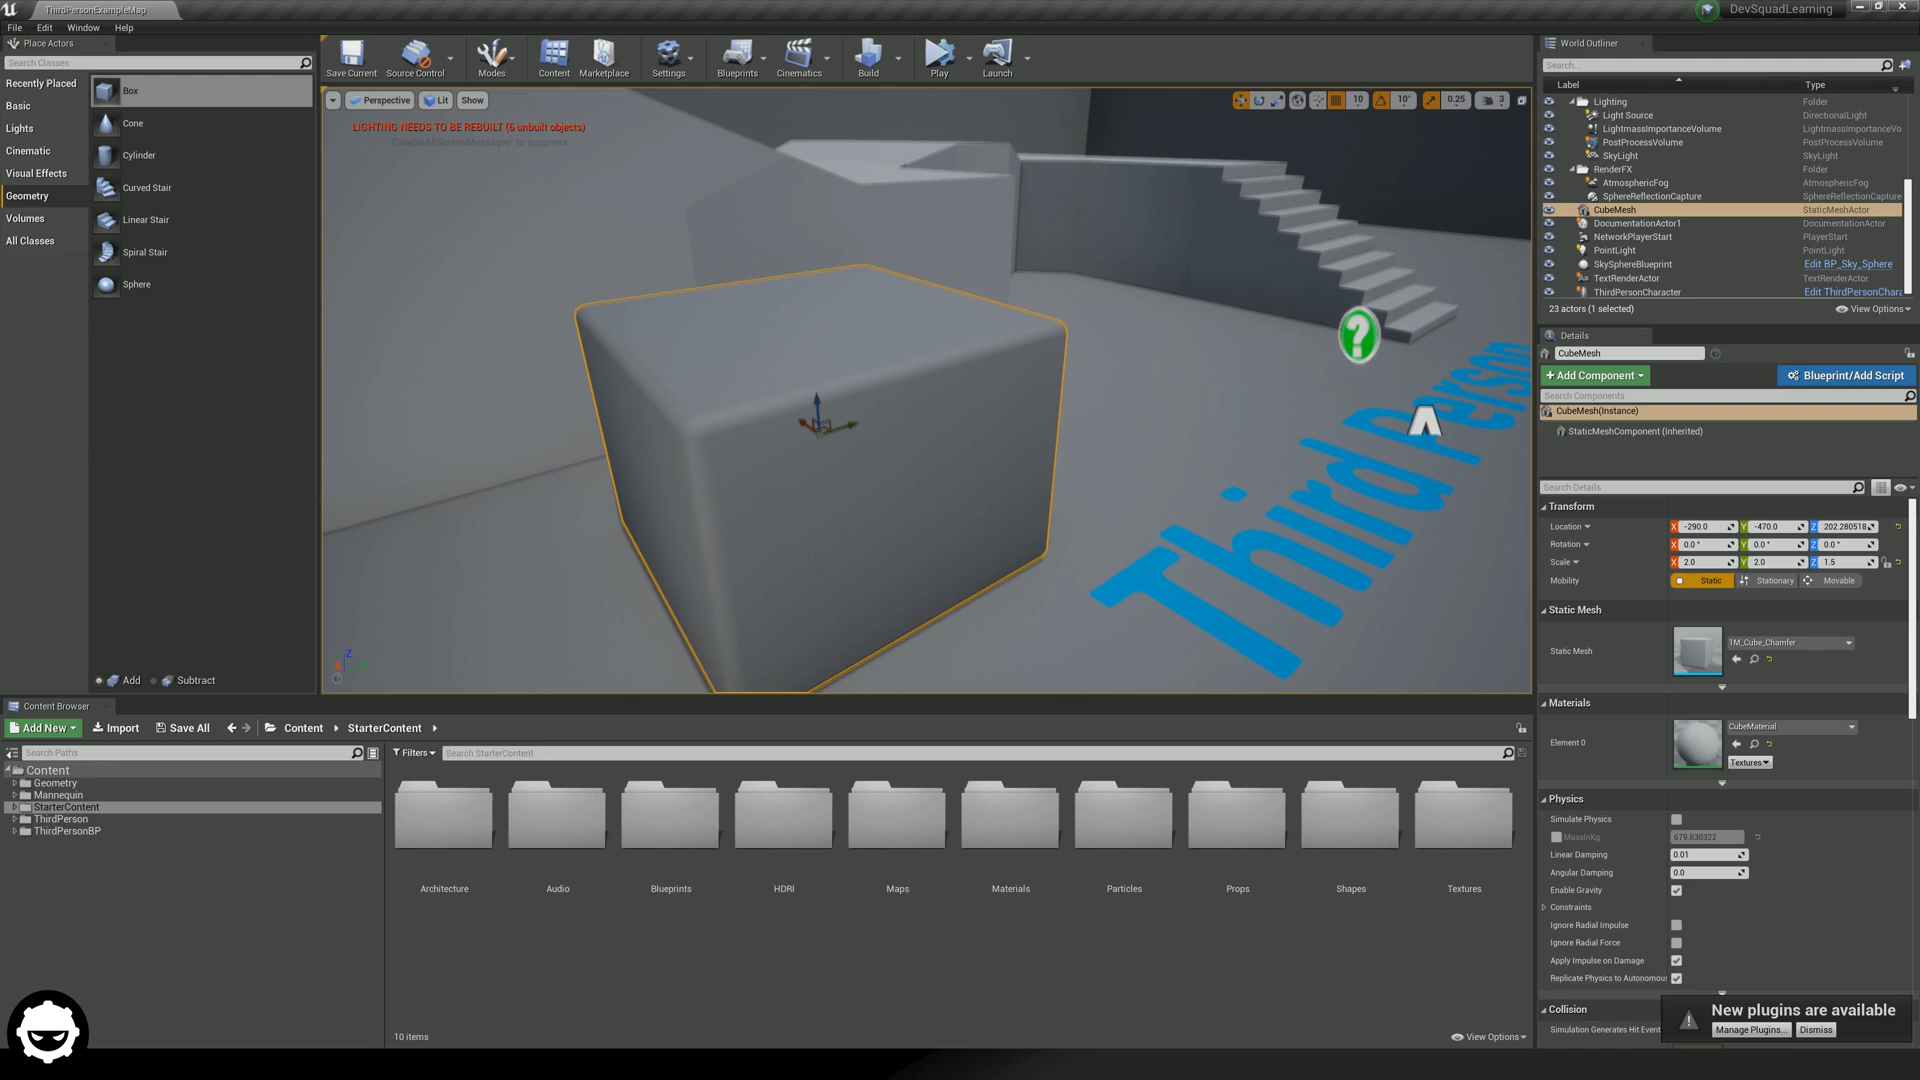 ThirdPersonExampleMap
DevSquadLearning
File Edit Window Help
Place Actors
Search Classes
Recently Placed
Basic
Lights
Cinematic
Visual Effects
Geometry
Volumes
All Classes
Box
Cone
Cylinder
Curved Stair
Linear Stair
Spiral Stair
Sphere
Add Subtract
Save Current Source Control Modes Content Marketplace Settings Blueprints Cinematics Build Play Launch
Perspective Lit Show
10 10° 0.25 3
LIGHTING NEEDS TO BE REBUILT (6 unbuilt objects)
'DisableAllScreenMessages' to suppress
Third Person
Z
World Outliner
Search...
Label Type
Lighting Folder
Light Source DirectionalLight
LightmassImportanceVolume LightmassImportanceVo
PostProcessVolume PostProcessVolume
SkyLight SkyLight
RenderFX Folder
AtmosphericFog AtmosphericFog
SphereReflectionCapture SphereReflectionCapture
CubeMesh StaticMeshActor
DocumentationActor1 DocumentationActor
NetworkPlayerStart PlayerStart
PointLight PointLight
SkySphereBlueprint Edit BP_Sky_Sphere
TextRenderActor TextRenderActor
ThirdPersonCharacter Edit ThirdPersonChara
23 actors (1 selected) View Options
Details
CubeMesh
+ Add Component Blueprint/Add Script
Search Components
CubeMesh(Instance)
StaticMeshComponent (Inherited)
Search Details
Transform
Location X -290.0 Y -470.0 Z 202.280518
Rotation X 0.0° Y 0.0° Z 0.0°
Scale X 2.0 Y 2.0 Z 1.5
Mobility Static Stationary Movable
Static Mesh
Static Mesh 1M_Cube_Chamfer
Materials
Element 0 CubeMaterial
Textures
Physics
Simulate Physics
MassInKg 679.830322
Linear Damping 0.01
Angular Damping 0.0
Enable Gravity
Constraints
Ignore Radial Impulse
Ignore Radial Force
Apply Impulse on Damage
Replicate Physics to Autonomou
Collision
Simulation Generates Hit Event
New plugins are available
Manage Plugins... Dismiss
Content Browser
Add New Import Save All Content StarterContent
Search Paths
Filters Search StarterContent
Content
Geometry
Mannequin
StarterContent
ThirdPerson
ThirdPersonBP
Architecture Audio Blueprints HDRI Maps Materials Particles Props Shapes Textures
10 items View Options